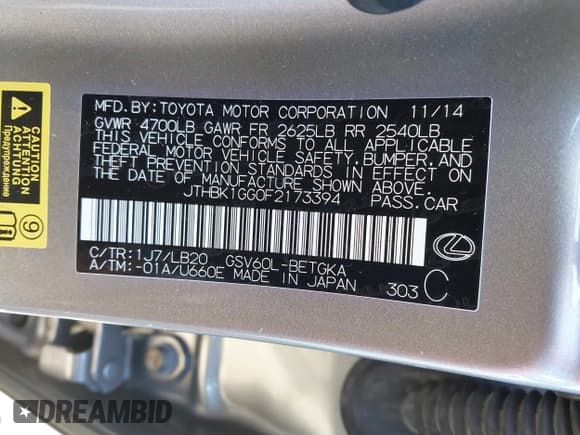 MFD.BY:TOYOTA MOTOR CORPORATION 11/14
GVWR 4700LB GAWR FR 2625LB RR 2540LB
THIS VEHICLE CONFORMS TO ALL APPLICABLE
FEDERAL MOTOR VEHICLE SAFETY,BUMPER,AND
THEFT PREVENTION STANDARDS IN EFFECT ON
THE DATE OF MANUFACTURE SHOWN ABOVE.
JTHBK1GG0F2173394 PASS.CAR
C/TR:1J7/LB20 GSV60L-BETGKA
A/TM:-01A/U660E MADE IN JAPAN 303 C
CAUTION
ATTENTION
ACHTUNG
9
DREAMBID